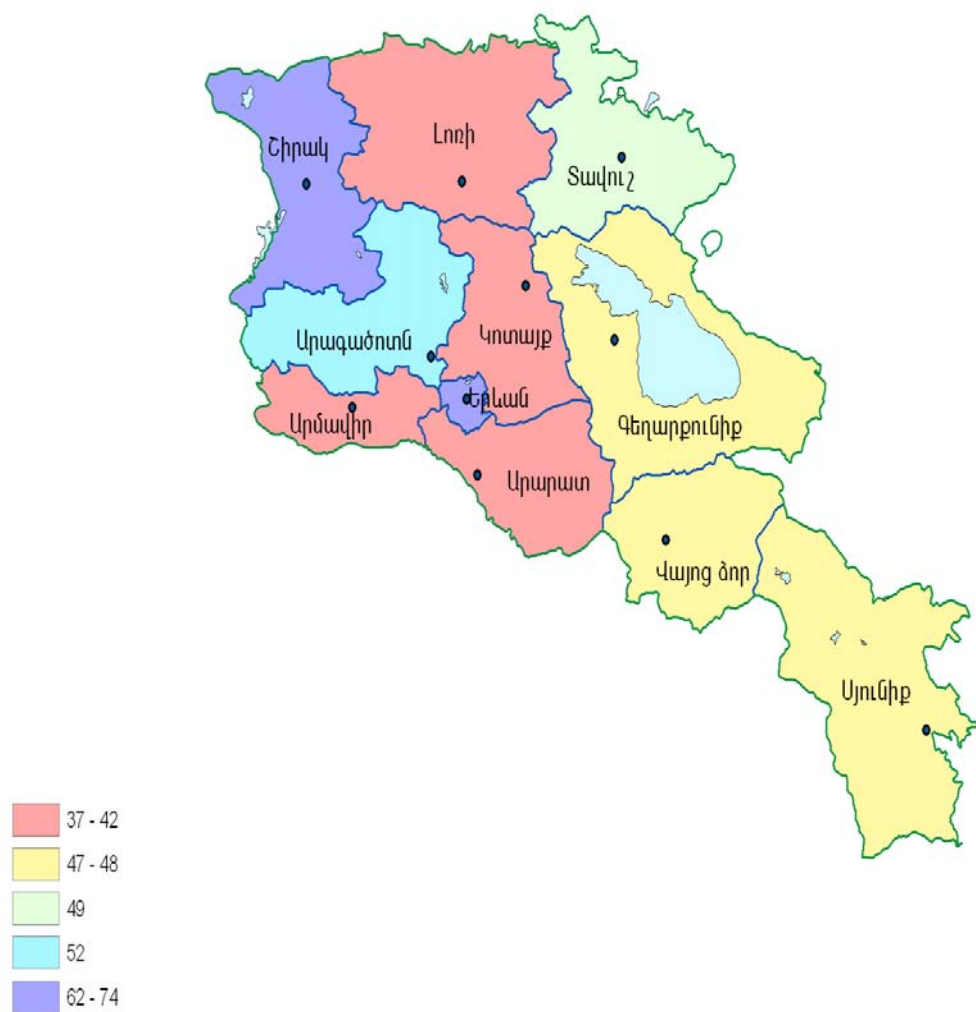 Շիրակ
Լոռի
Տավուշ
Արագածոտն
Կոտայք
Երևան
Արմավիր
Գեղարքունիք
Արարատ
Վայոց ձոր
Սյունիք
37 - 42
47 - 48
49
52
62 - 74